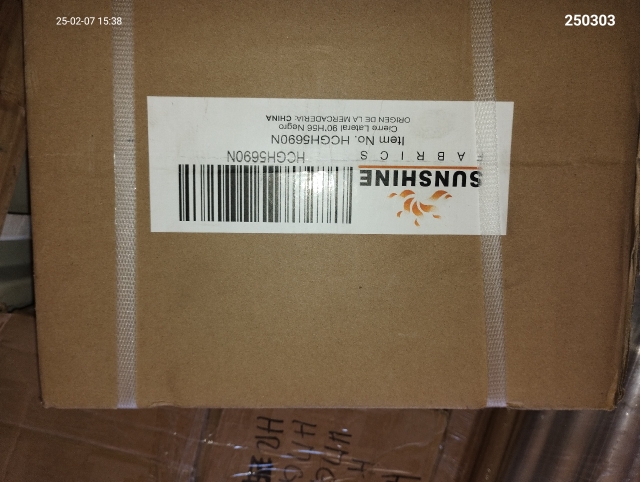 25-02-07 15:38
250303
SUNSHINE
FABRICS
HCGH5690N
Item No. HCGH5690N
Cierre Lateral 90°H56 Negro
ORIGEN DE LA MERCADERIA: CHINA